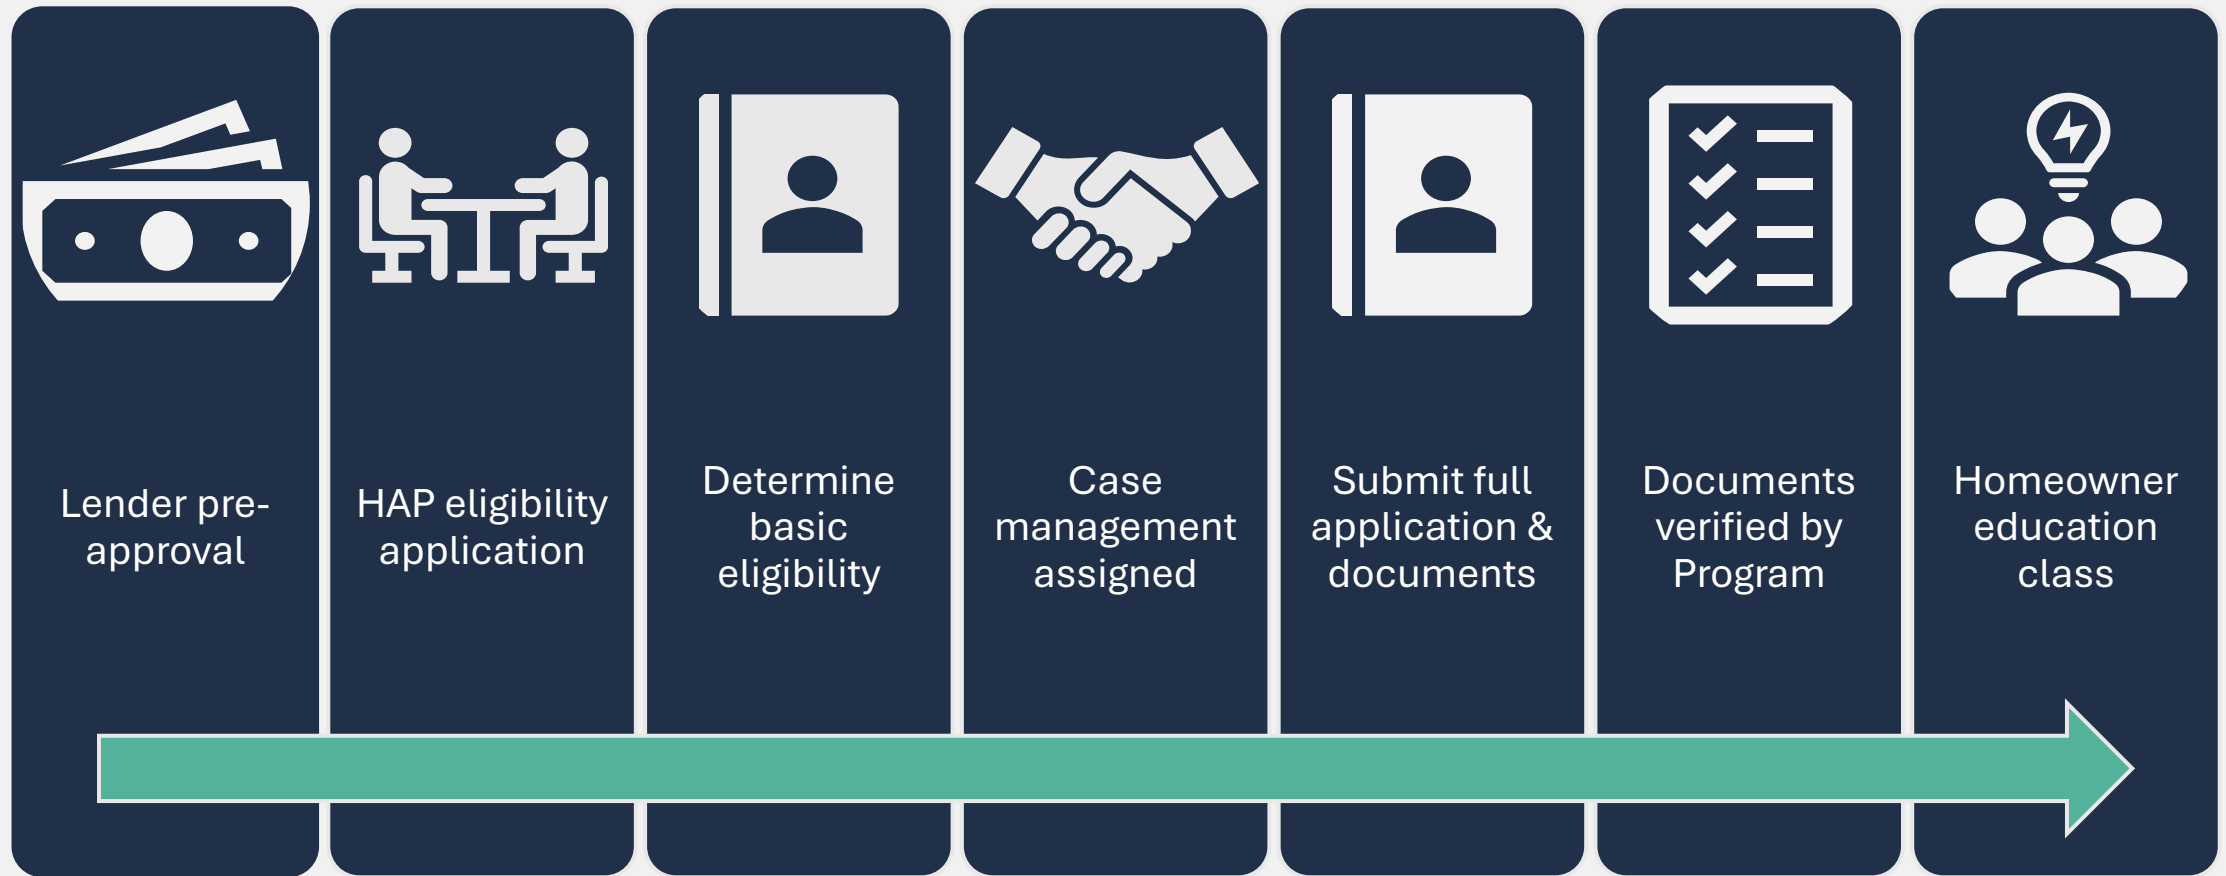 Lender pre-
approval
HAP eligibility
application
Determine
basic
eligibility
Case
management
assigned
Submit full
application &
documents
Documents
verified by
Program
Homeowner
education
class